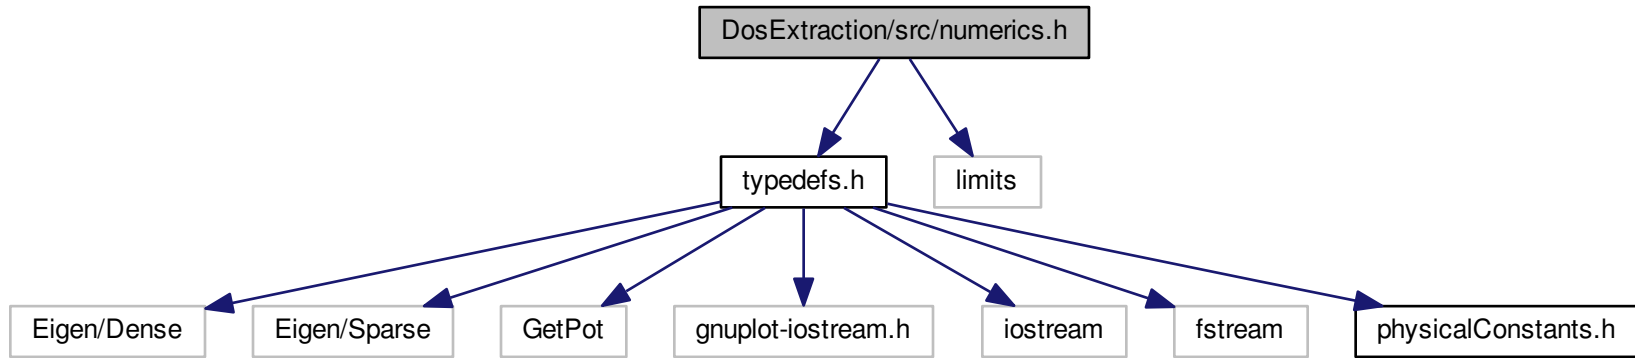 DosExtraction/src/numerics.h
typedefs.h
limits
Eigen/Dense
Eigen/Sparse
GetPot
gnuplot-iostream.h
iostream
fstream
physicalConstants.h